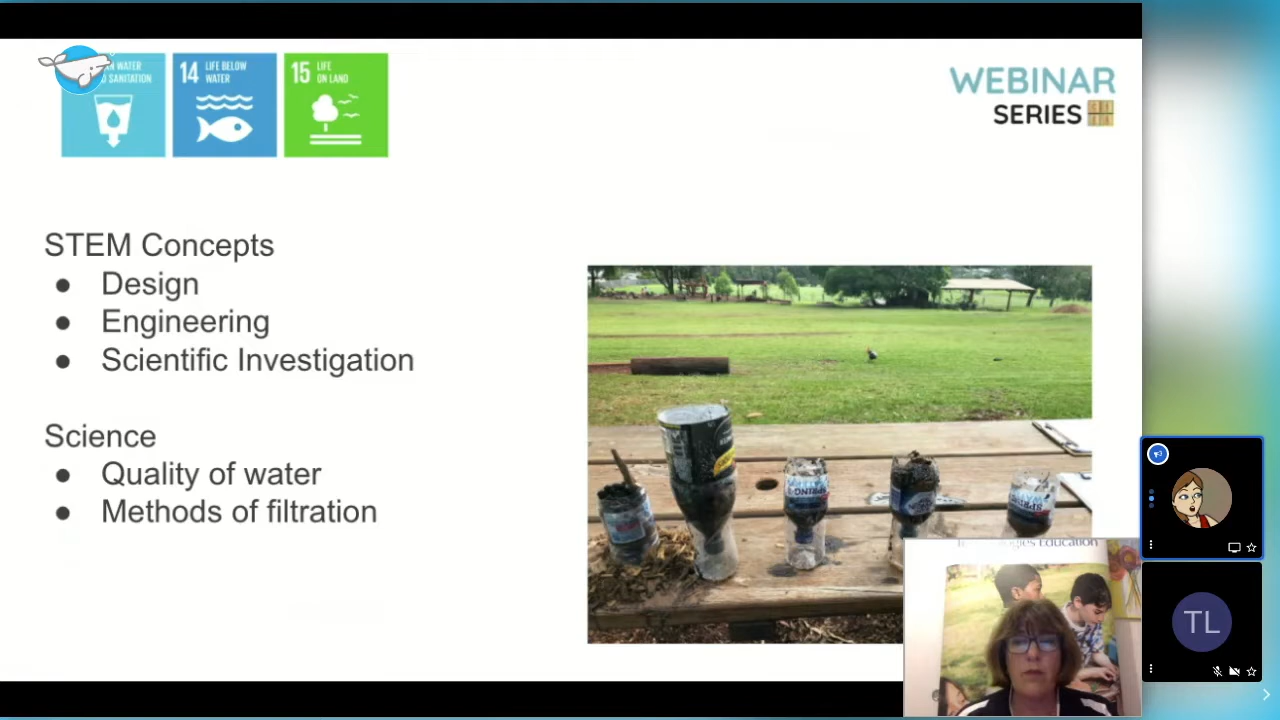 N WATER
D SANITATION
14 LIFE BELOW
WATER
15 LIFE
ON LAND
WEBINAR
SERIES
STEM Concepts
● Design
● Engineering
● Scientific Investigation
Science
● Quality of water
● Methods of filtration
SPRING
Education
TL